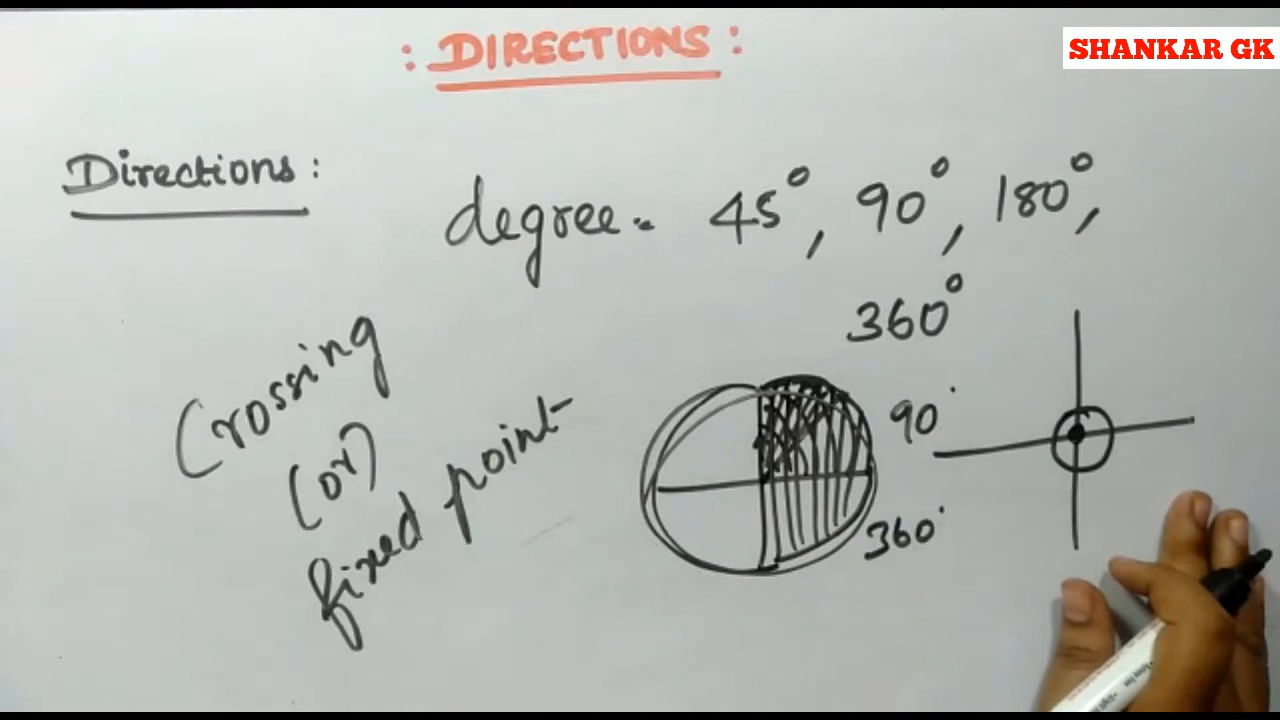 : DIRECTIONS :
SHANKAR GK
Directions :
degree - 45°, 90°, 180°,
360°
Crossing
(or)
fixed point
90°
360°